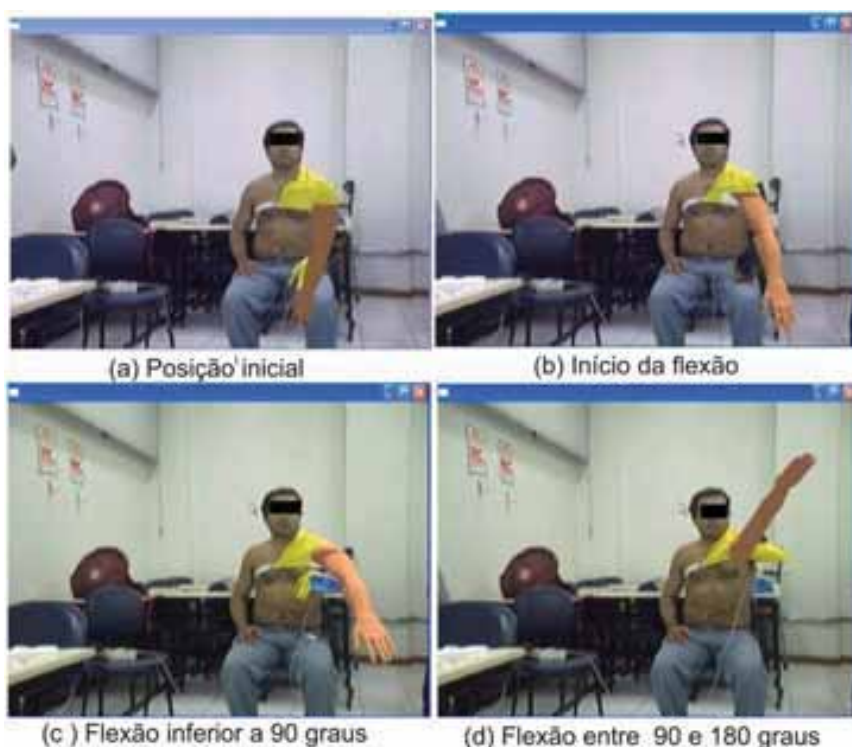 (a) Posição inicial
(b) Início da flexão
(c ) Flexão inferior a 90 graus
(d) Flexão entre 90 e 180 graus